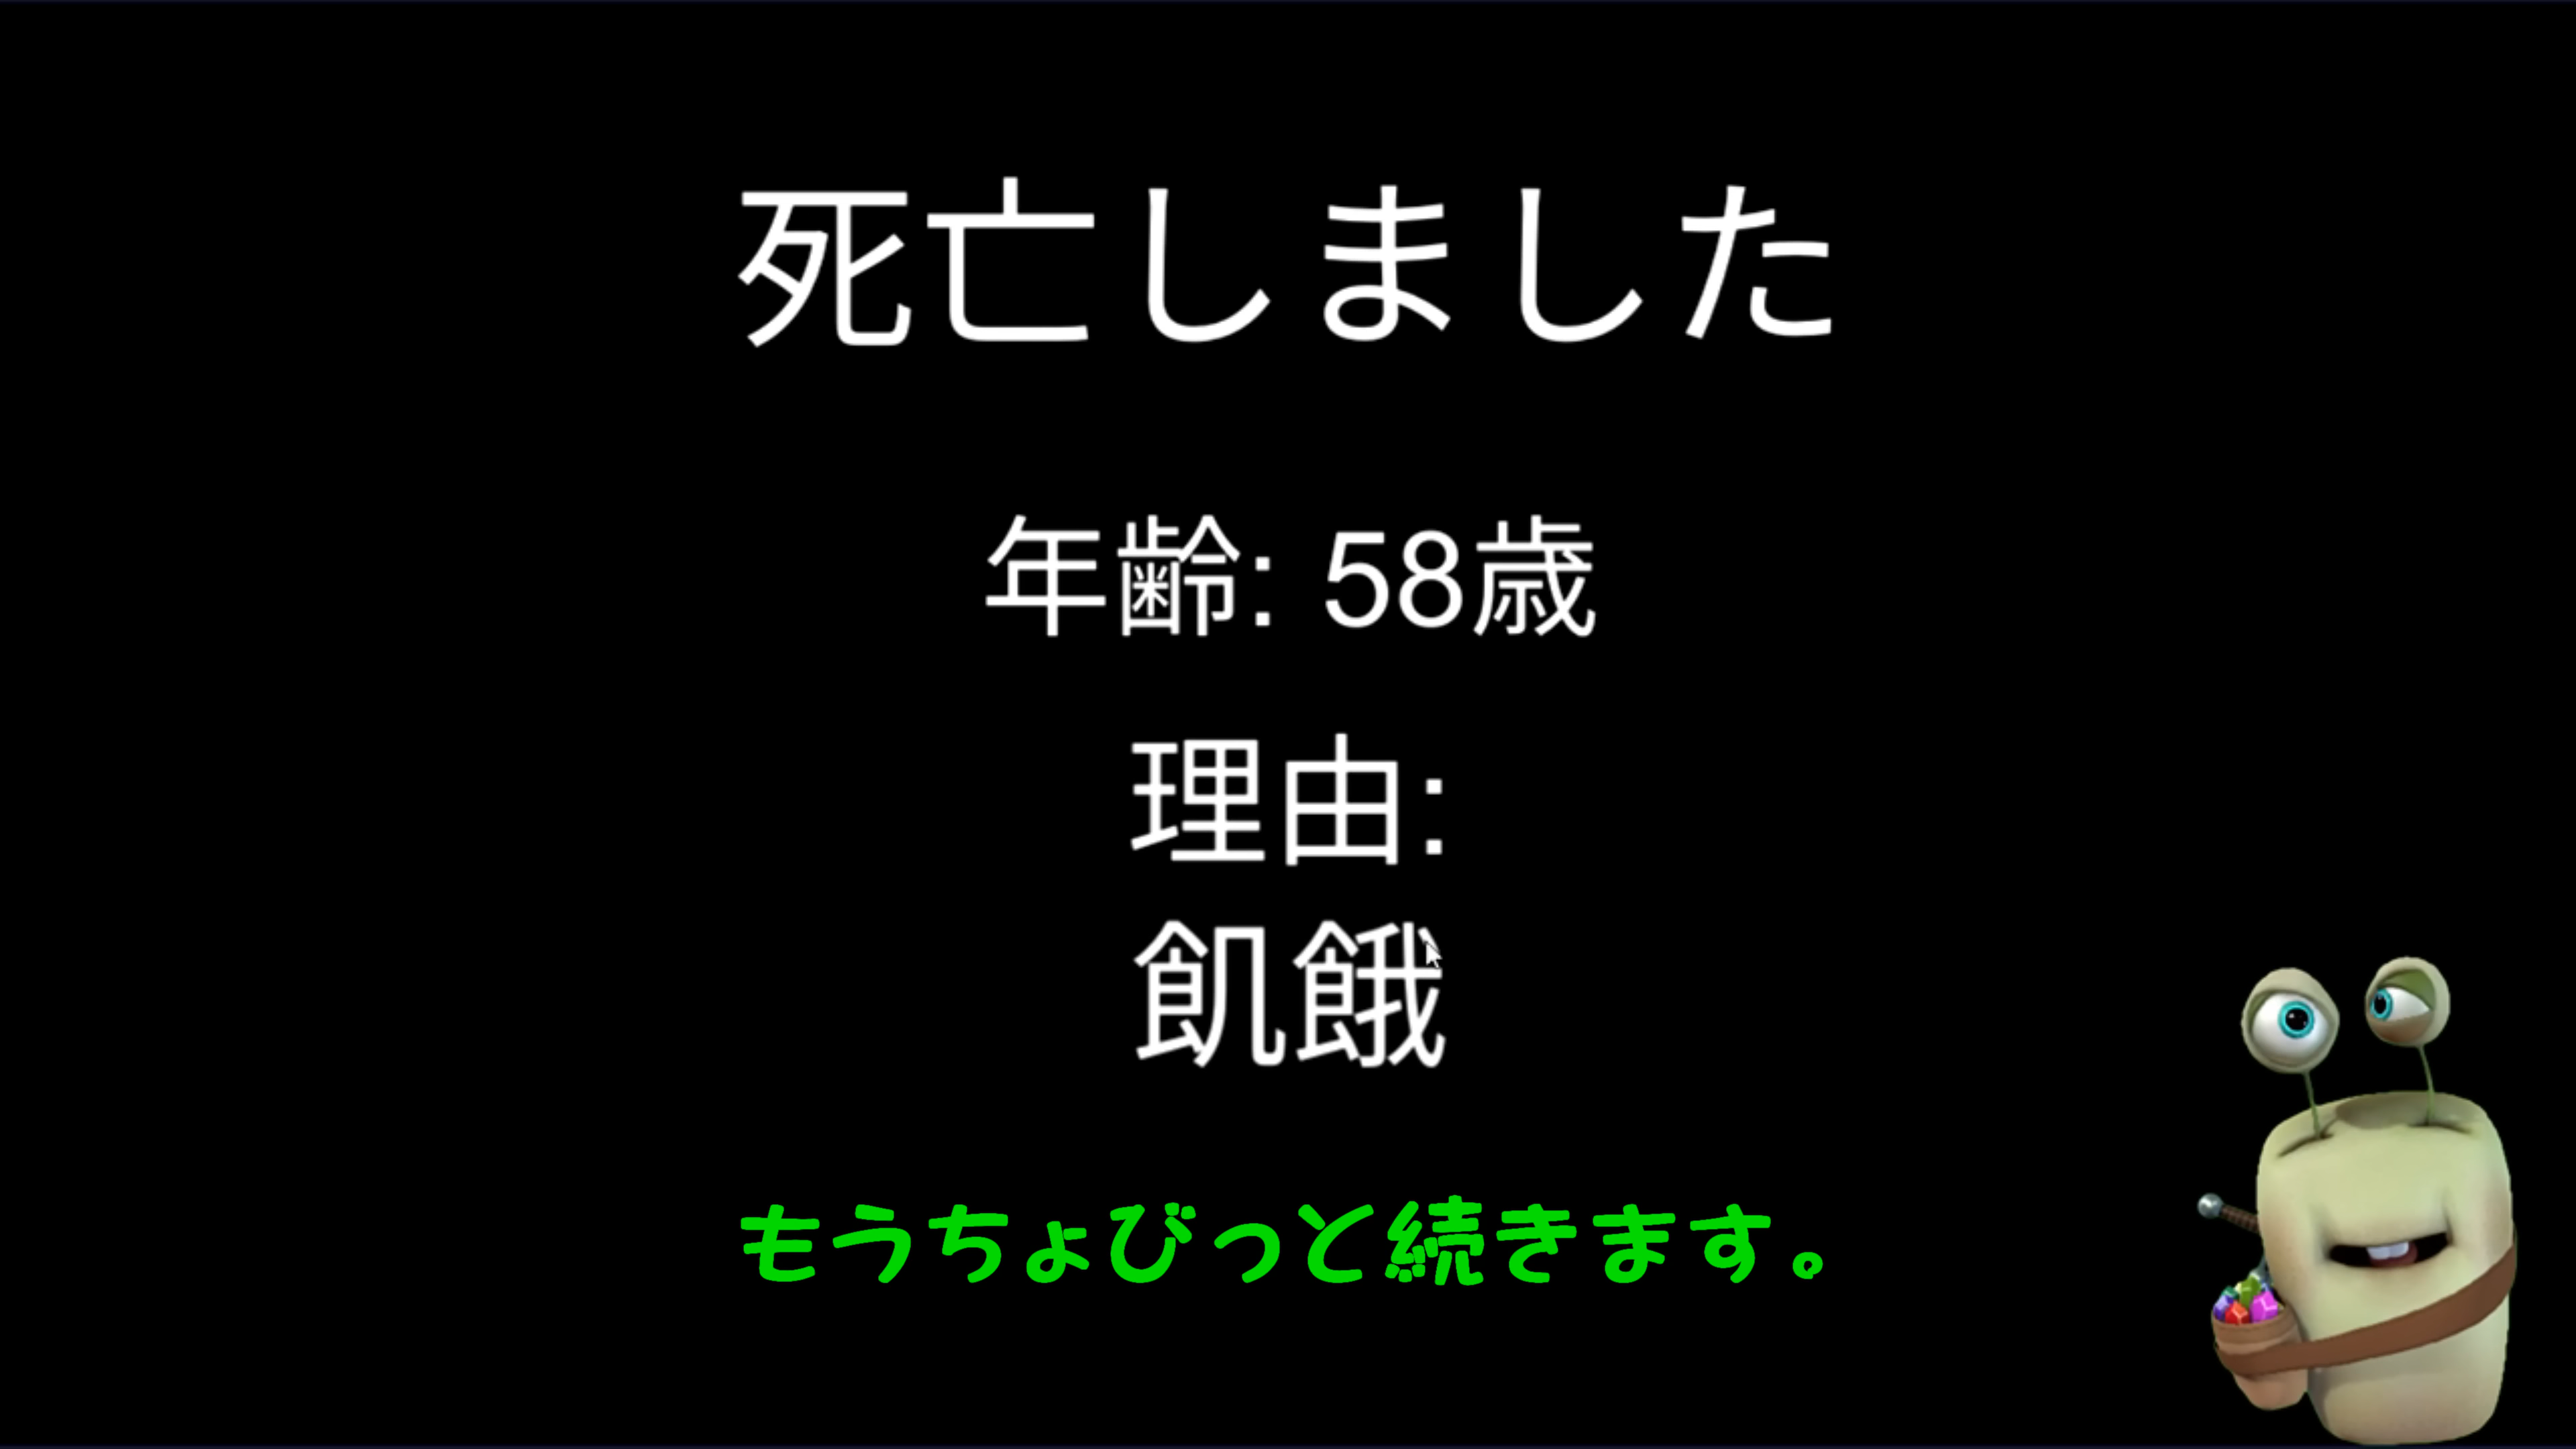 死亡しました
年齢: 58歳
理由:
飢餓
もうちょびっと続きます。